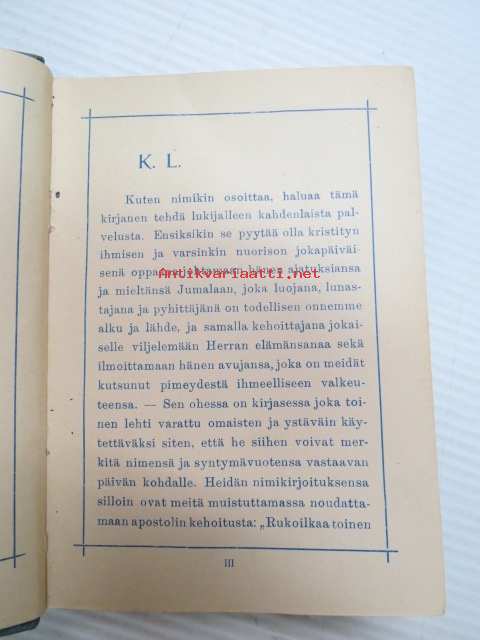 K. L.
Kuten nimikin osoittaa, haluaa tämä
kirjanen tehdä lukijalleen kahdenlaista pal-
velusta. Ensiksikin se pyytää olla kristityn
ihmisen ja varsinkin nuorison jokapäiväi-
senä oppaana johtamaan hänen ajatuksiansa
Antikvariaatti.net
ja mieltänsä Jumalaan, joka luojana, lunas-
tajana ja pyhittäjänä on todellisen onnemme
alku ja lähde, ja samalla kehoittajana jokai-
selle viljelemään Herran elämänsanaa sekä
ilmoittamaan hänen avujansa, joka on meidät
kutsunut pimeydestä ihmeelliseen valkeu-
teensa. — Sen ohessa on kirjasessa joka toi-
nen lehti varattu omaisten ja ystäväin käy-
tettäväksi siten, että he siihen voivat mer-
kitä nimensä ja syntymävuotensa vastaavan
päivän kohdalle. Heidän nimikirjoituksensa
silloin ovat meitä muistuttamassa noudatta-
maan apostolin kehoitusta: „Rukoilkaa toinen
III